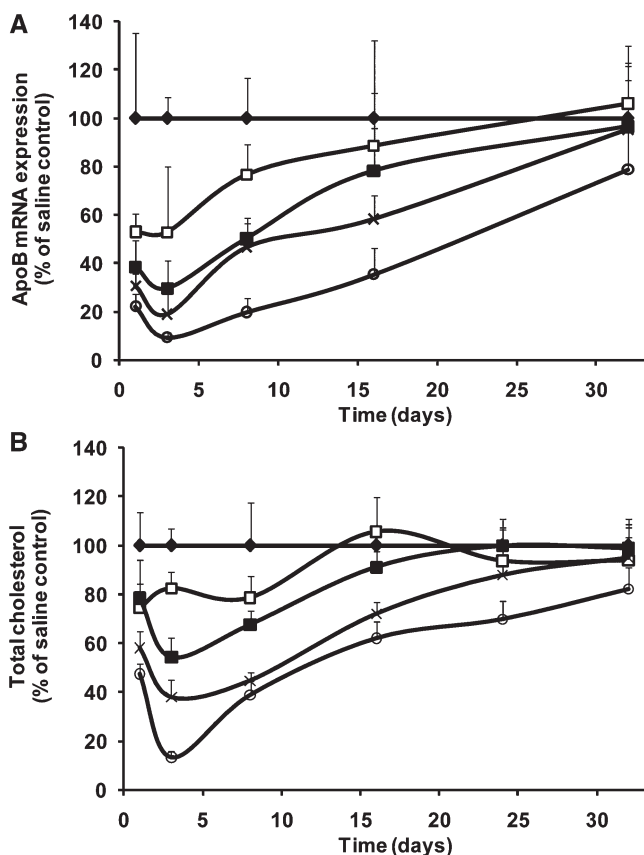 A
ApoB mRNA expression
(% of saline control)
140
120
100
80
60
40
20
0
0 5 10 15 20 25 30
Time (days)
B
Total cholesterol
(% of saline control)
140
120
100
80
60
40
20
0
0 5 10 15 20 25 30
Time (days)